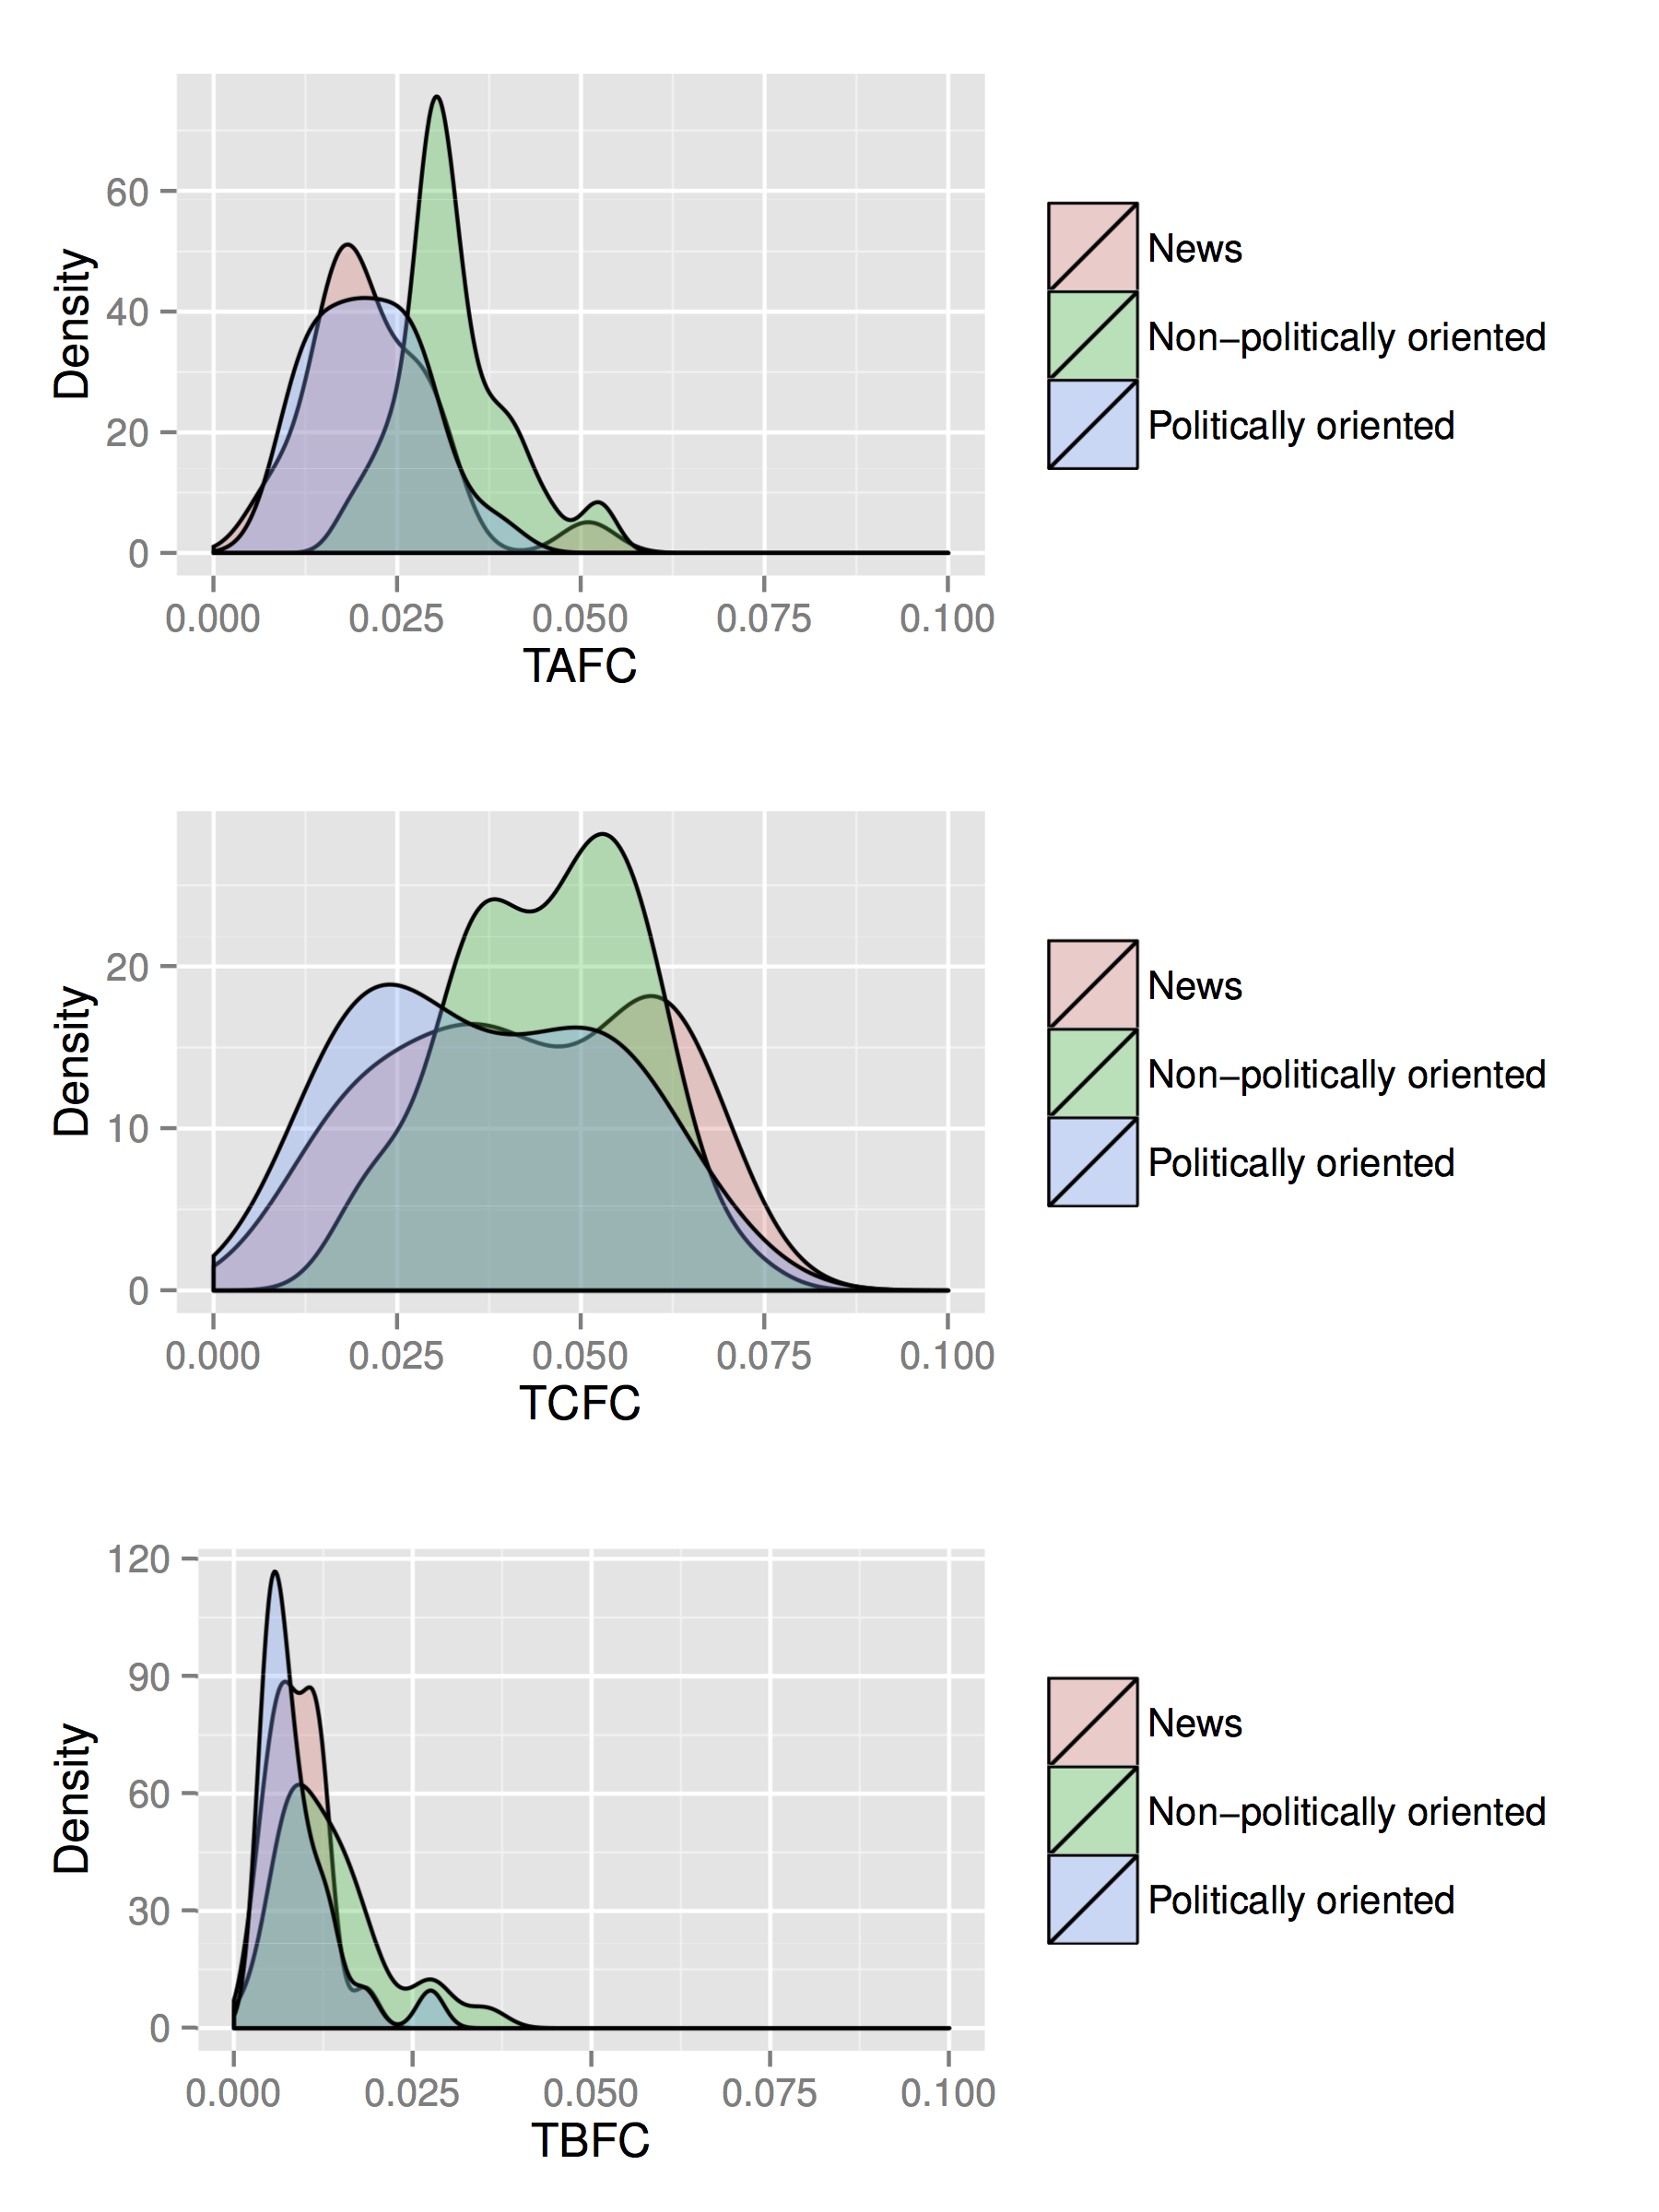 Density
60
40
20
0
0.000 0.025 0.050 0.075 0.100
TAFC
News
Non−politically oriented
Politically oriented
Density
20
10
0
0.000 0.025 0.050 0.075 0.100
TCFC
News
Non−politically oriented
Politically oriented
Density
120
90
60
30
0
0.000 0.025 0.050 0.075 0.100
TBFC
News
Non−politically oriented
Politically oriented